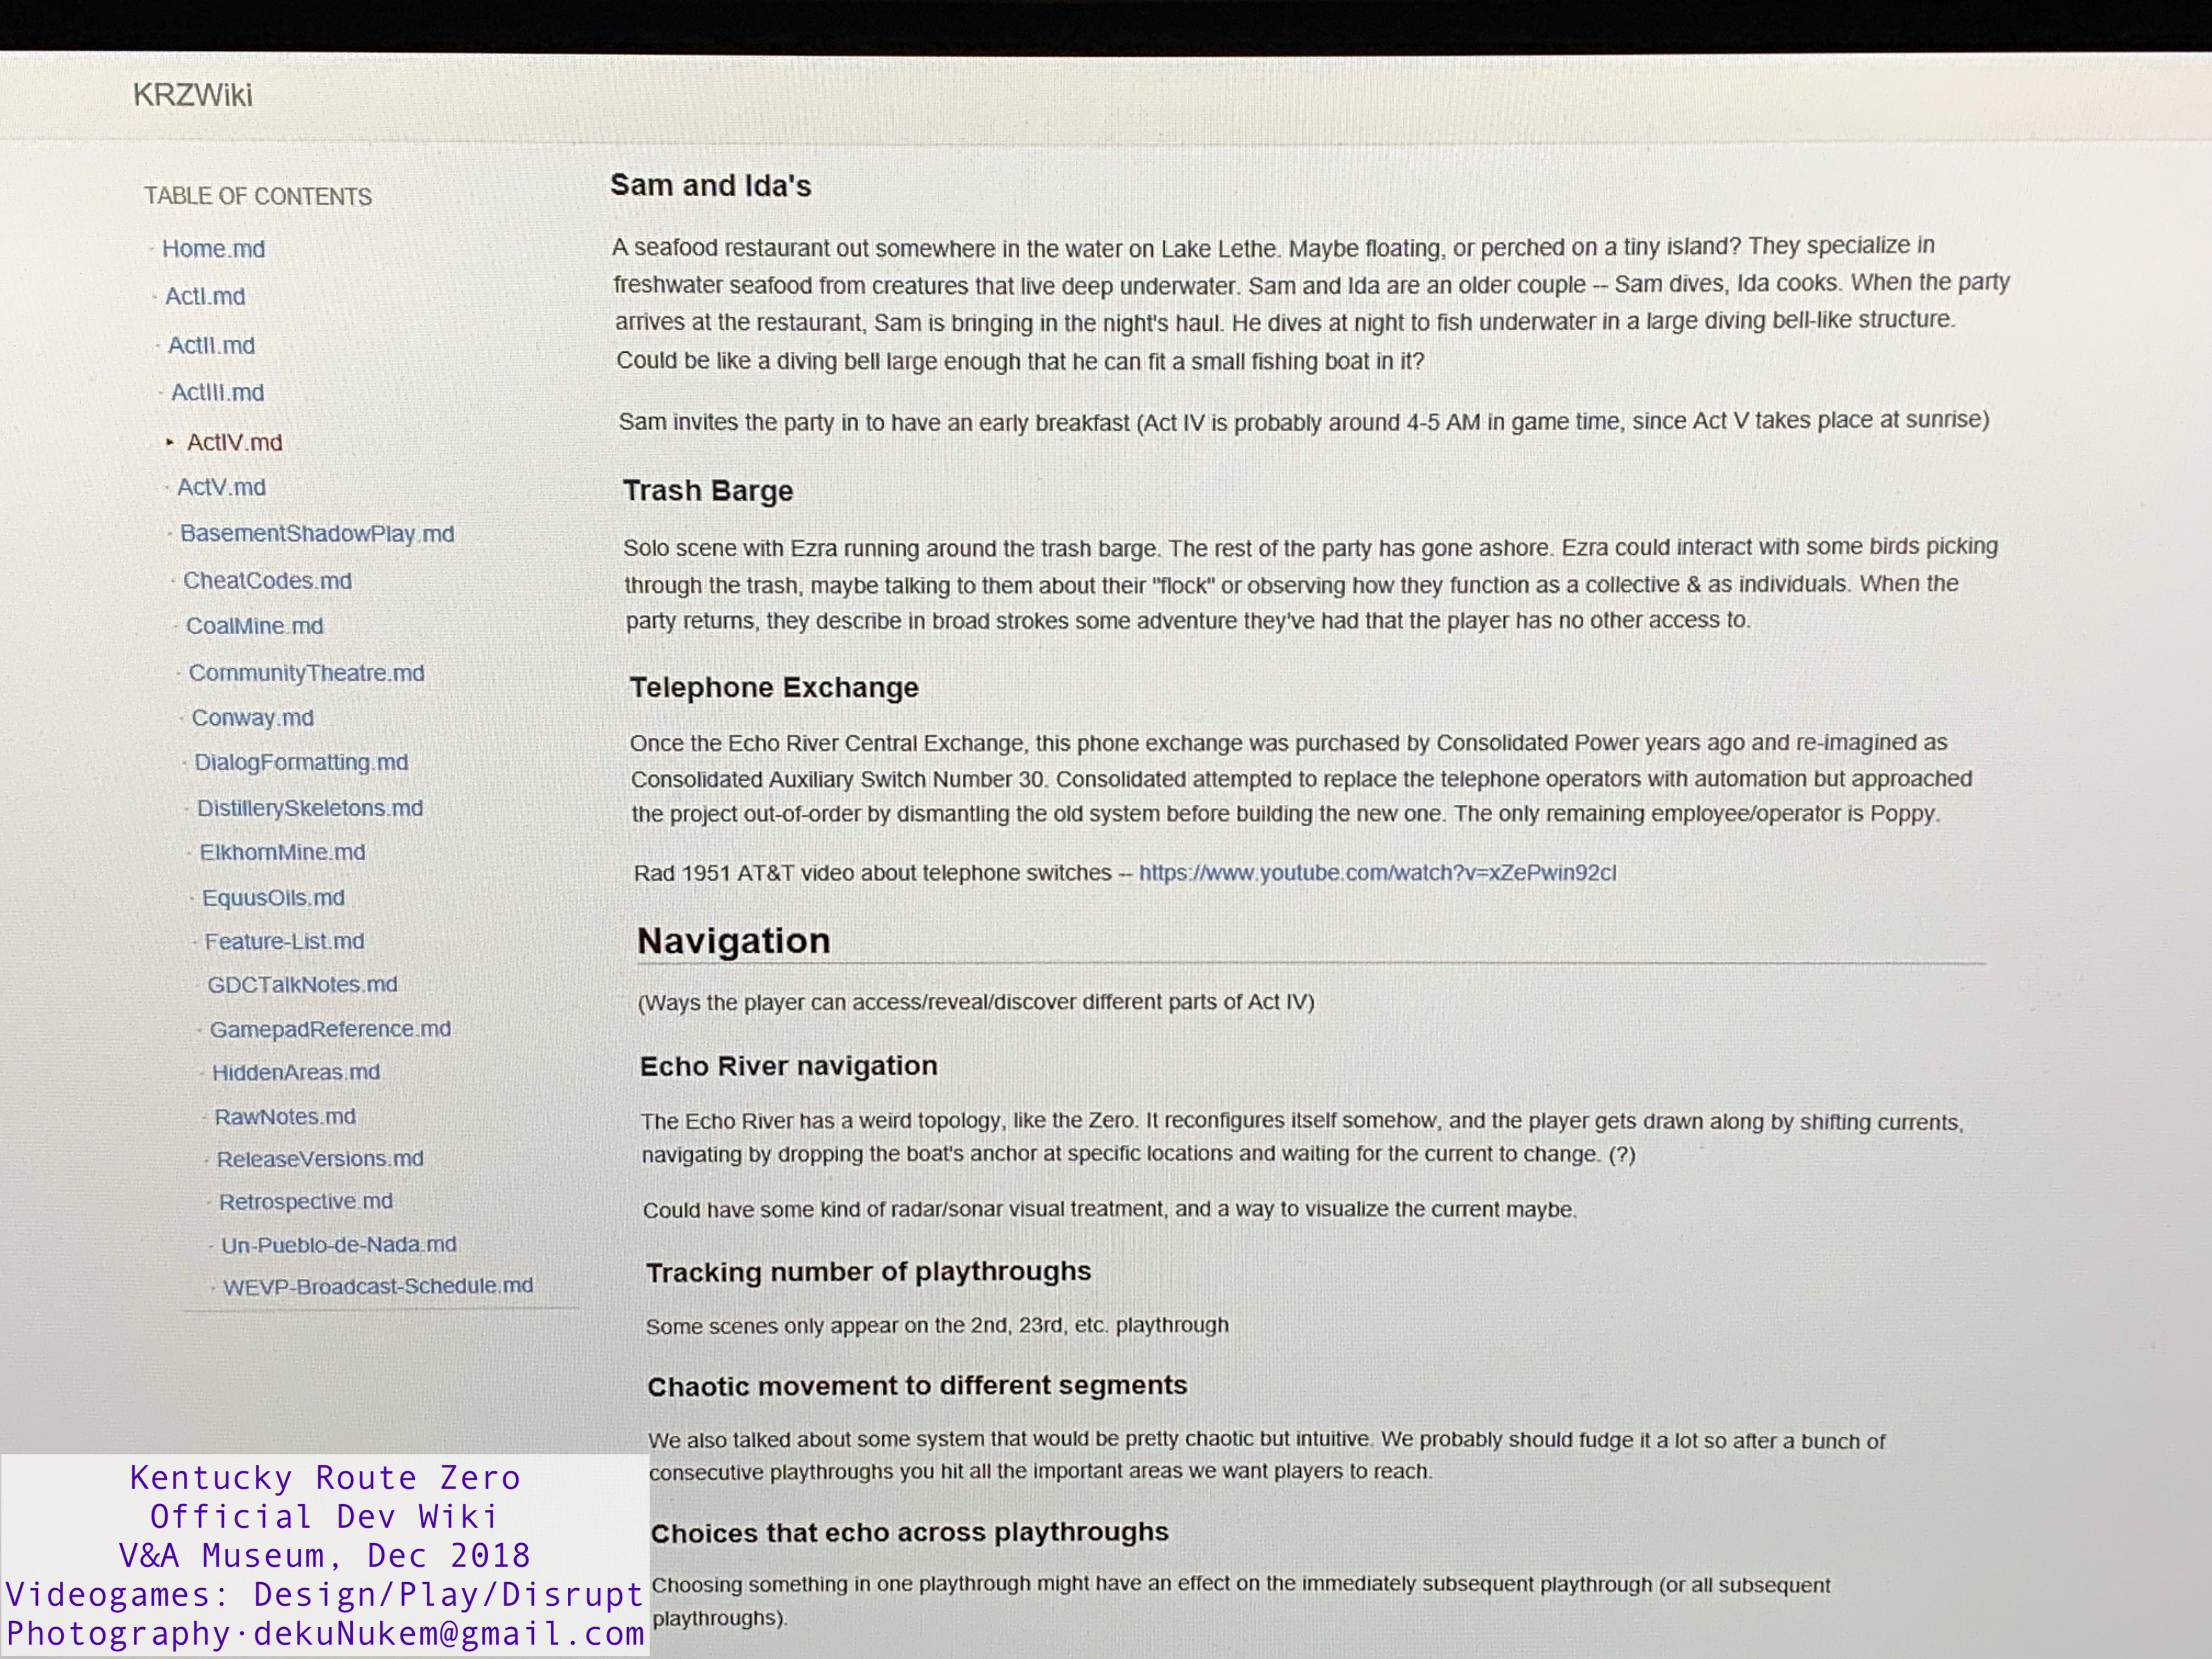 KRZWiki
TABLE OF CONTENTS
Home.md
ActI.md
ActII.md
ActIII.md
ActIV.md
ActV.md
BasementShadowPlay.md
CheatCodes.md
CoalMine.md
CommunityTheatre.md
Conway.md
DialogFormatting.md
DistillerySkeletons.md
ElkhornMine.md
EquusOils.md
Feature-List.md
GDCTalkNotes.md
GamepadReference.md
HiddenAreas.md
RawNotes.md
ReleaseVersions.md
Retrospective.md
Un-Pueblo-de-Nada.md
WEVP-Broadcast-Schedule.md
Sam and Ida's
A seafood restaurant out somewhere in the water on Lake Lethe. Maybe floating, or perched on a tiny island? They specialize in
freshwater seafood from creatures that live deep underwater. Sam and Ida are an older couple -- Sam dives, Ida cooks. When the party
arrives at the restaurant, Sam is bringing in the night's haul. He dives at night to fish underwater in a large diving bell-like structure.
Could be like a diving bell large enough that he can fit a small fishing boat in it?
Sam invites the party in to have an early breakfast (Act IV is probably around 4-5 AM in game time, since Act V takes place at sunrise)
Trash Barge
Solo scene with Ezra running around the trash barge. The rest of the party has gone ashore. Ezra could interact with some birds picking
through the trash, maybe talking to them about their "flock" or observing how they function as a collective & as individuals. When the
party returns, they describe in broad strokes some adventure they've had that the player has no other access to.
Telephone Exchange
Once the Echo River Central Exchange, this phone exchange was purchased by Consolidated Power years ago and re-imagined as
Consolidated Auxiliary Switch Number 30. Consolidated attempted to replace the telephone operators with automation but approached
the project out-of-order by dismantling the old system before building the new one. The only remaining employee/operator is Poppy.
Rad 1951 AT&T video about telephone switches -- https://www.youtube.com/watch?v=xZePwin92cI
Navigation
(Ways the player can access/reveal/discover different parts of Act IV)
Echo River navigation
The Echo River has a weird topology, like the Zero. It reconfigures itself somehow, and the player gets drawn along by shifting currents,
navigating by dropping the boat's anchor at specific locations and waiting for the current to change. (?)
Could have some kind of radar/sonar visual treatment, and a way to visualize the current maybe.
Tracking number of playthroughs
Some scenes only appear on the 2nd, 23rd, etc. playthrough
Chaotic movement to different segments
We also talked about some system that would be pretty chaotic but intuitive. We probably should fudge it a lot so after a bunch of
consecutive playthroughs you hit all the important areas we want players to reach.
Choices that echo across playthroughs
Choosing something in one playthrough might have an effect on the immediately subsequent playthrough (or all subsequent
playthroughs).
Kentucky Route Zero
Official Dev Wiki
V&A Museum, Dec 2018
Videogames: Design/Play/Disrupt
Photography·dekuNukem@gmail.com